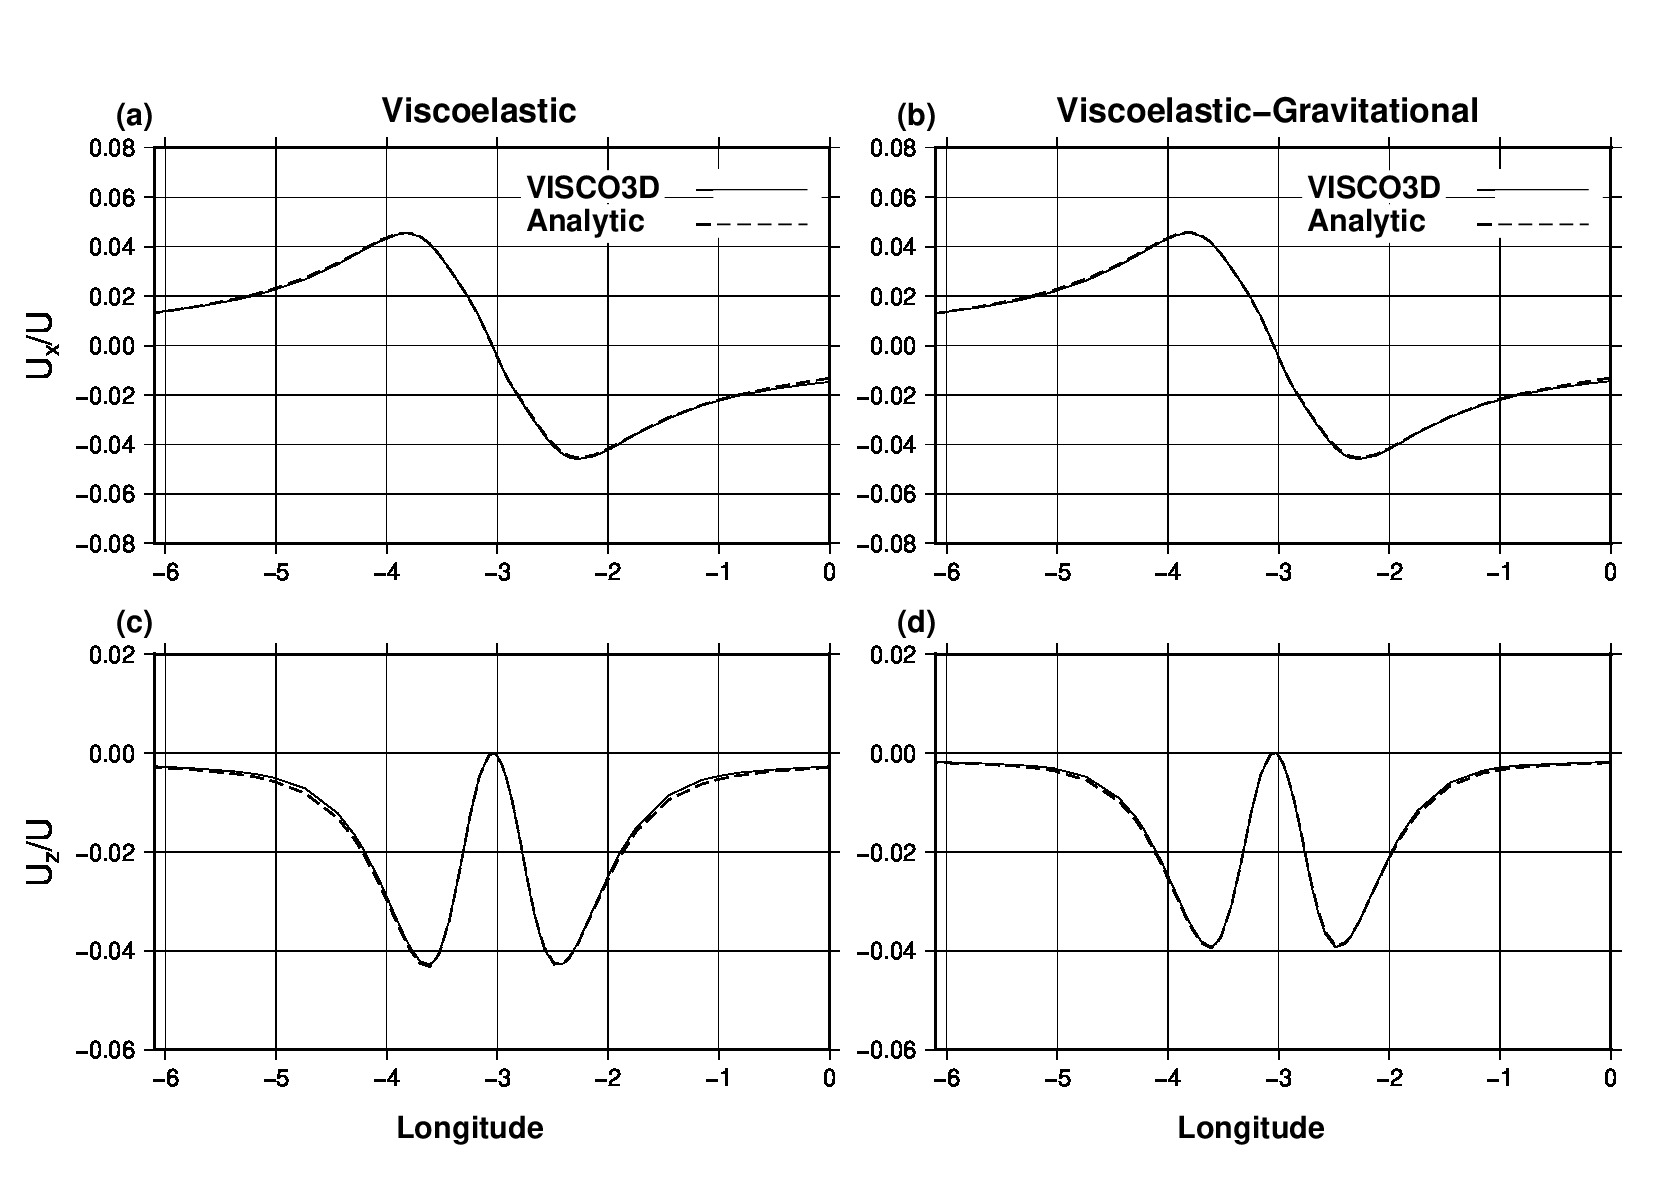 (a) Viscoelastic (b) Viscoelastic−Gravitational
0.08 0.08
VISCO3D VISCO3D
0.06 0.06
Analytic Analytic
0.04 0.04
0.02 0.02
Ux/U 0.00 0.00
−0.02 −0.02
−0.04 −0.04
−0.06 −0.06
−0.08 −0.08
−6 −5 −4 −3 −2 −1 0 −6 −5 −4 −3 −2 −1 0
(c) (d)
0.02 0.02
0.00 0.00
Uz/U −0.02 −0.02
−0.04 −0.04
−0.06 −0.06
−6 −5 −4 −3 −2 −1 0 −6 −5 −4 −3 −2 −1 0
Longitude Longitude